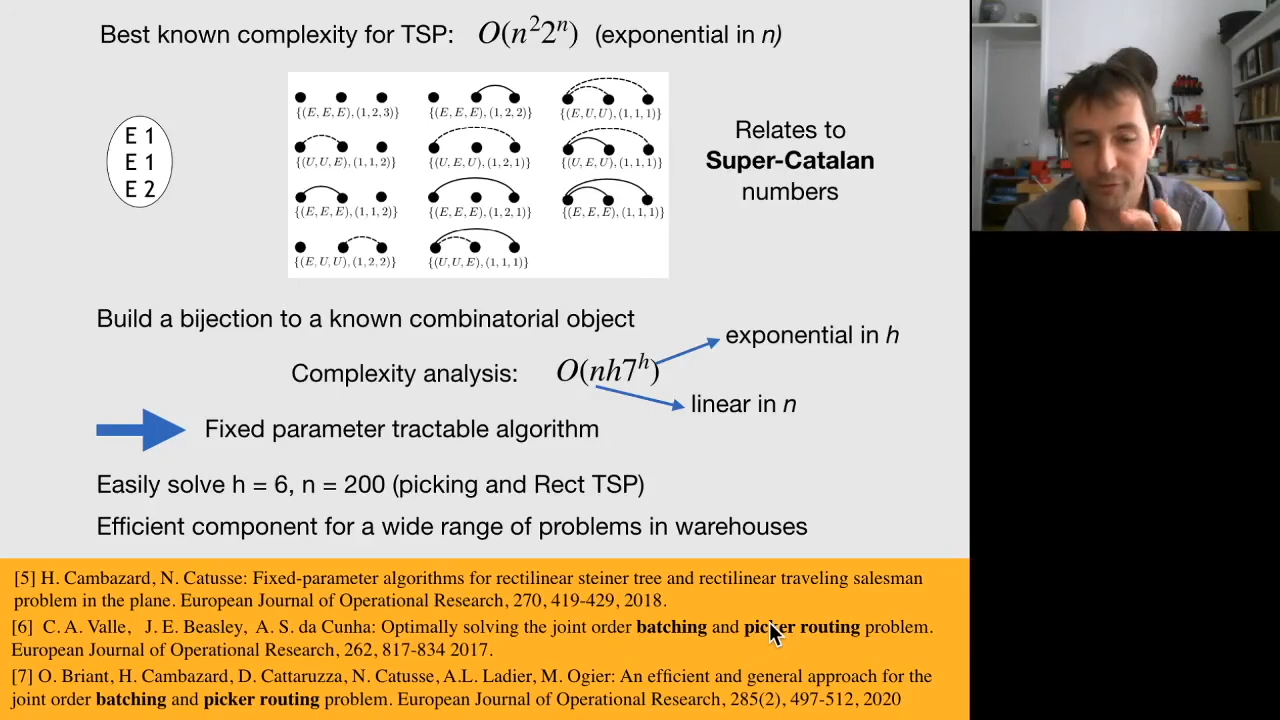 Best known complexity for TSP: O(n²2ⁿ) (exponential in n)
E 1
E 1
E 2
{(E, E, E), (1, 2, 3)} {(E, E, E), (1, 2, 2)} {(E, U, U), (1, 1, 1)}
{(U, U, E), (1, 1, 2)} {(U, E, U), (1, 2, 1)} {(U, E, U), (1, 1, 1)}
{(E, E, E), (1, 1, 2)} {(E, E, E), (1, 2, 1)} {(E, E, E), (1, 1, 1)}
{(E, U, U), (1, 2, 2)} {(U, U, E), (1, 1, 1)}
Relates to
Super-Catalan
numbers
Build a bijection to a known combinatorial object
exponential in h
Complexity analysis: O(nh7ʰ)
linear in n
Fixed parameter tractable algorithm
Easily solve h = 6, n = 200 (picking and Rect TSP)
Efficient component for a wide range of problems in warehouses
[5] H. Cambazard, N. Catusse: Fixed-parameter algorithms for rectilinear steiner tree and rectilinear traveling salesman
problem in the plane. European Journal of Operational Research, 270, 419-429, 2018.
[6] C. A. Valle, J. E. Beasley, A. S. da Cunha: Optimally solving the joint order batching and picker routing problem.
European Journal of Operational Research, 262, 817-834 2017.
[7] O. Briant, H. Cambazard, D. Cattaruzza, N. Catusse, A.L. Ladier, M. Ogier: An efficient and general approach for the
joint order batching and picker routing problem. European Journal of Operational Research, 285(2), 497-512, 2020